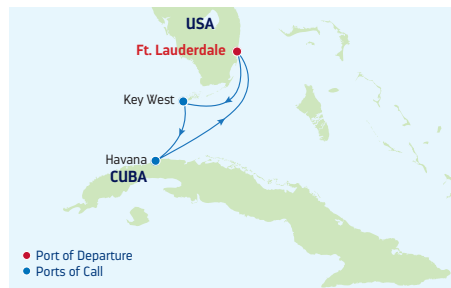 USA
Ft. Lauderdale
Key West
Havana
CUBA
Port of Departure
Ports of Call